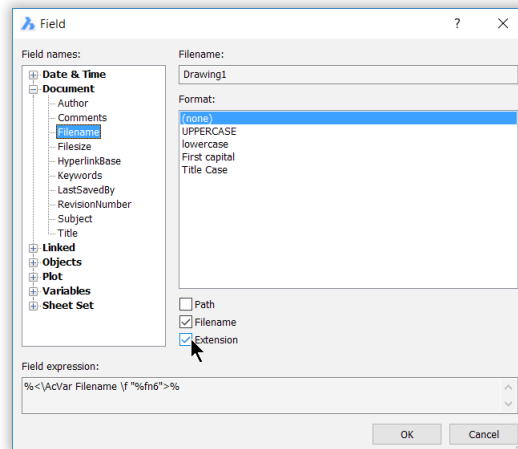 Field
?
Field names:
Date & Time
Document
Author
Comments
Filename
Filesize
HyperlinkBase
Keywords
LastSavedBy
RevisionNumber
Subject
Title
Linked
Objects
Plot
Variables
Sheet Set
Filename:
Drawing1
Format:
(none)
UPPERCASE
lowercase
First capital
Title Case
Path
Filename
Extension
Field expression:
%<\AcVar Filename \f "%fn6">%
OK
Cancel